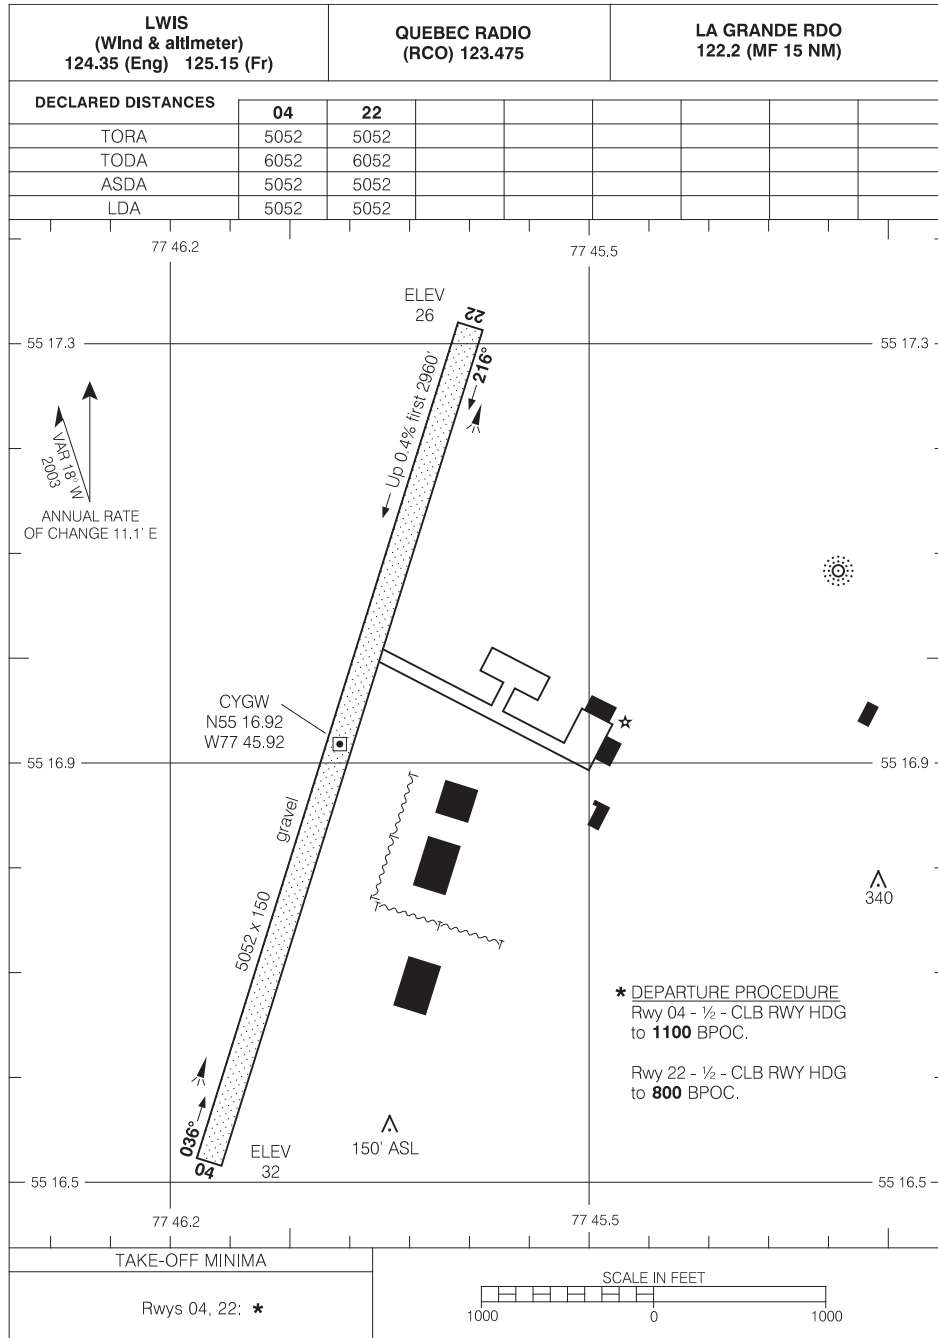 LWIS
(Wind & altimeter)
124.35 (Eng) 125.15 (Fr)
QUEBEC RADIO
(RCO) 123.475
LA GRANDE RDO
122.2 (MF 15 NM)
DECLARED DISTANCES 04 22
TORA 5052 5052
TODA 6052 6052
ASDA 5052 5052
LDA 5052 5052
77 46.2 77 45.5
ELEV
26
22
216°
Up 0.4% first 2960'
55 17.3 55 17.3
VAR 18° W
2003
ANNUAL RATE
OF CHANGE 11.1' E
CYGW
N55 16.92
W77 45.92
55 16.9 55 16.9
gravel
5052 x 150
340
* DEPARTURE PROCEDURE
Rwy 04 - ½ - CLB RWY HDG
to 1100 BPOC.
Rwy 22 - ½ - CLB RWY HDG
to 800 BPOC.
036°
04
ELEV
32
150' ASL
55 16.5 55 16.5
77 46.2 77 45.5
TAKE-OFF MINIMA
Rwys 04, 22: *
SCALE IN FEET
1000 0 1000